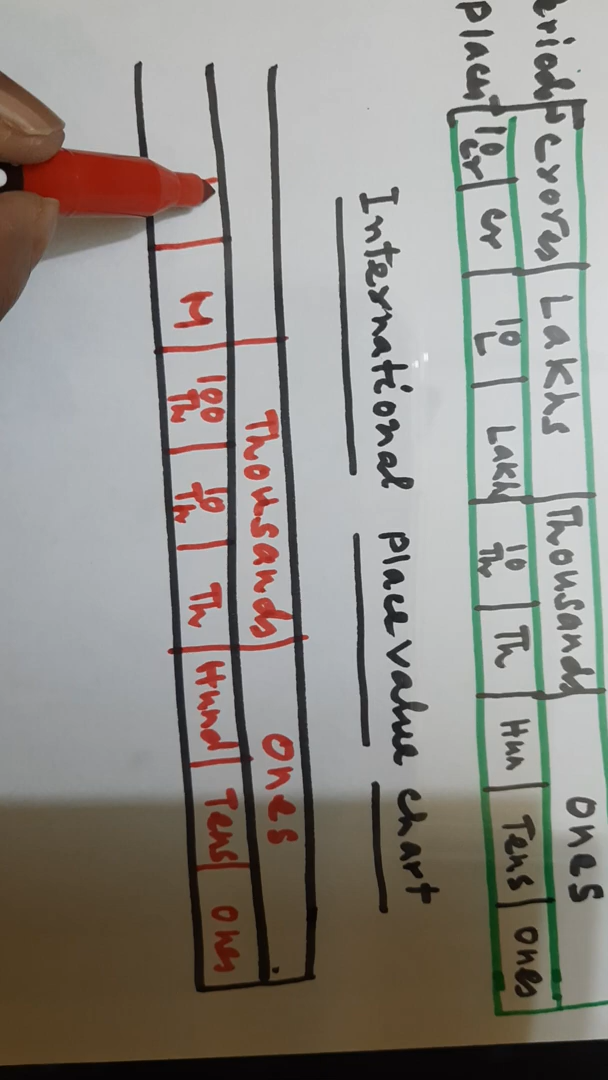 Crores Lakhs Thousands Ones
Places 10 Cr Cr 10 L Lakh 10 Th Th Hun Tens Ones
International place value chart
Thousands Ones
M 100 Th 10 Th Th Hund Tens Ones